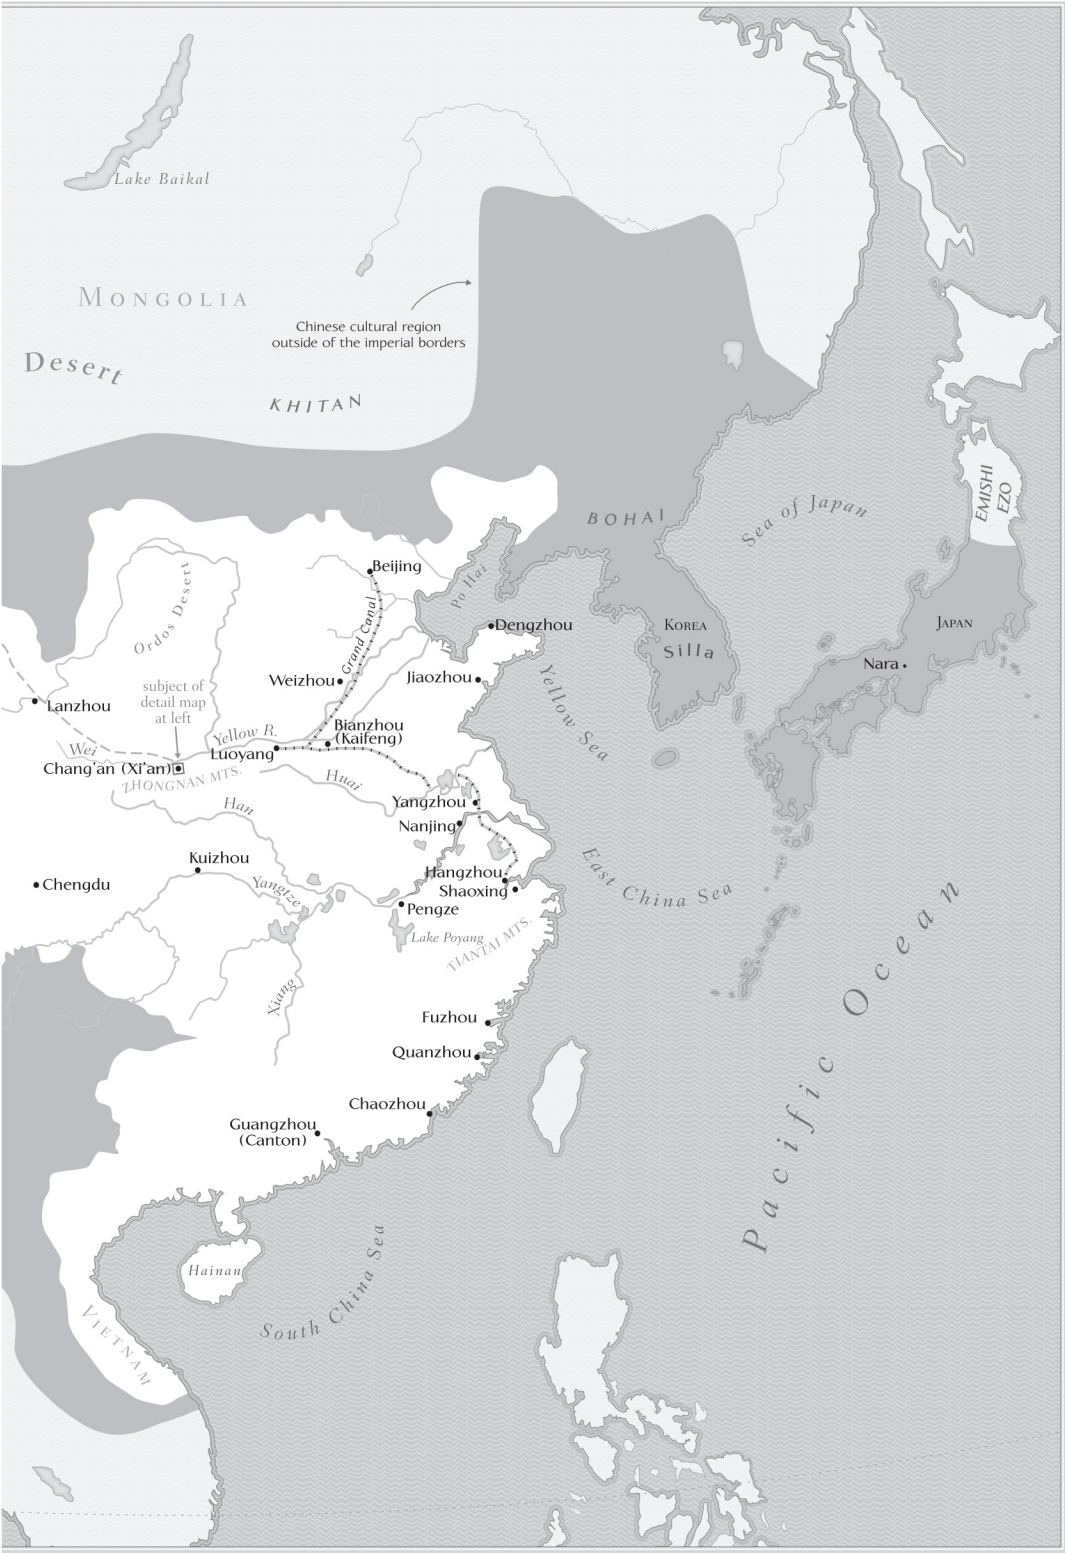 Lake Baikal
MONGOLIA
Chinese cultural region
outside of the imperial borders
Desert
KHITAN
EMISHI
EZO
Sea of Japan
BOHAI
Beijing
Po Hai
Ordos Desert
Grand Canal
Dengzhou
KOREA
Silla
JAPAN
Nara
Weizhou
Jiaozhou
Yellow Sea
subject of
detail map
at left
Lanzhou
Bianzhou
(Kaifeng)
Yellow R.
Luoyang
Wei
Chang'an (Xi'an)
ZHONGNAN MTS.
Huai
Han
Yangzhou
Nanjing
Kuizhou
Hangzhou
Shaoxing
East China Sea
Chengdu
Yangtze
Pengze
Lake Poyang
TIANTAI MTS.
Xiang
Fuzhou
Quanzhou
Pacific Ocean
Chaozhou
Guangzhou
(Canton)
Hainan
South China Sea
VIETNAM